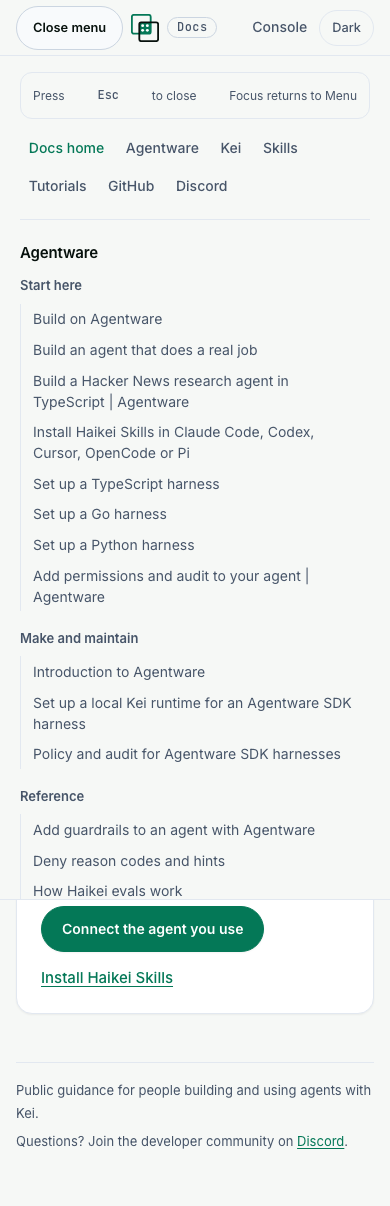 Close menu Docs Console Dark
Press Esc to close Focus returns to Menu
Docs home Agentware Kei Skills
Tutorials GitHub Discord
Agentware
Start here
Build on Agentware
Build an agent that does a real job
Build a Hacker News research agent in
TypeScript | Agentware
Install Haikei Skills in Claude Code, Codex,
Cursor, OpenCode or Pi
Set up a TypeScript harness
Set up a Go harness
Set up a Python harness
Add permissions and audit to your agent |
Agentware
Make and maintain
Introduction to Agentware
Set up a local Kei runtime for an Agentware SDK
harness
Policy and audit for Agentware SDK harnesses
Reference
Add guardrails to an agent with Agentware
Deny reason codes and hints
How Haikei evals work
Connect the agent you use
Install Haikei Skills
Public guidance for people building and using agents with
Kei.
Questions? Join the developer community on Discord.